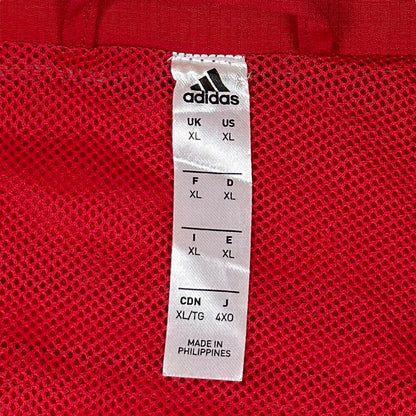 adidas
UK US
XL XL
F D
XL XL
I E
XL XL
CDN J
XL/TG 4XO
MADE IN
PHILIPPINES